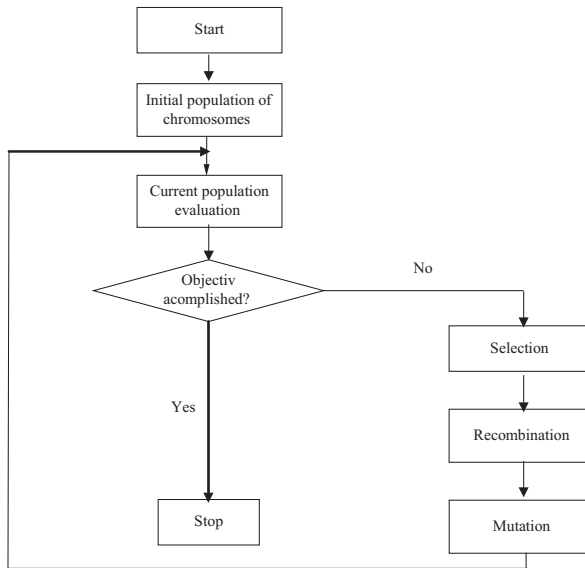 Start
Initial population of
chromosomes
Current population
evaluation
Objectiv
acomplished?
No
Selection
Yes
Recombination
Stop
Mutation